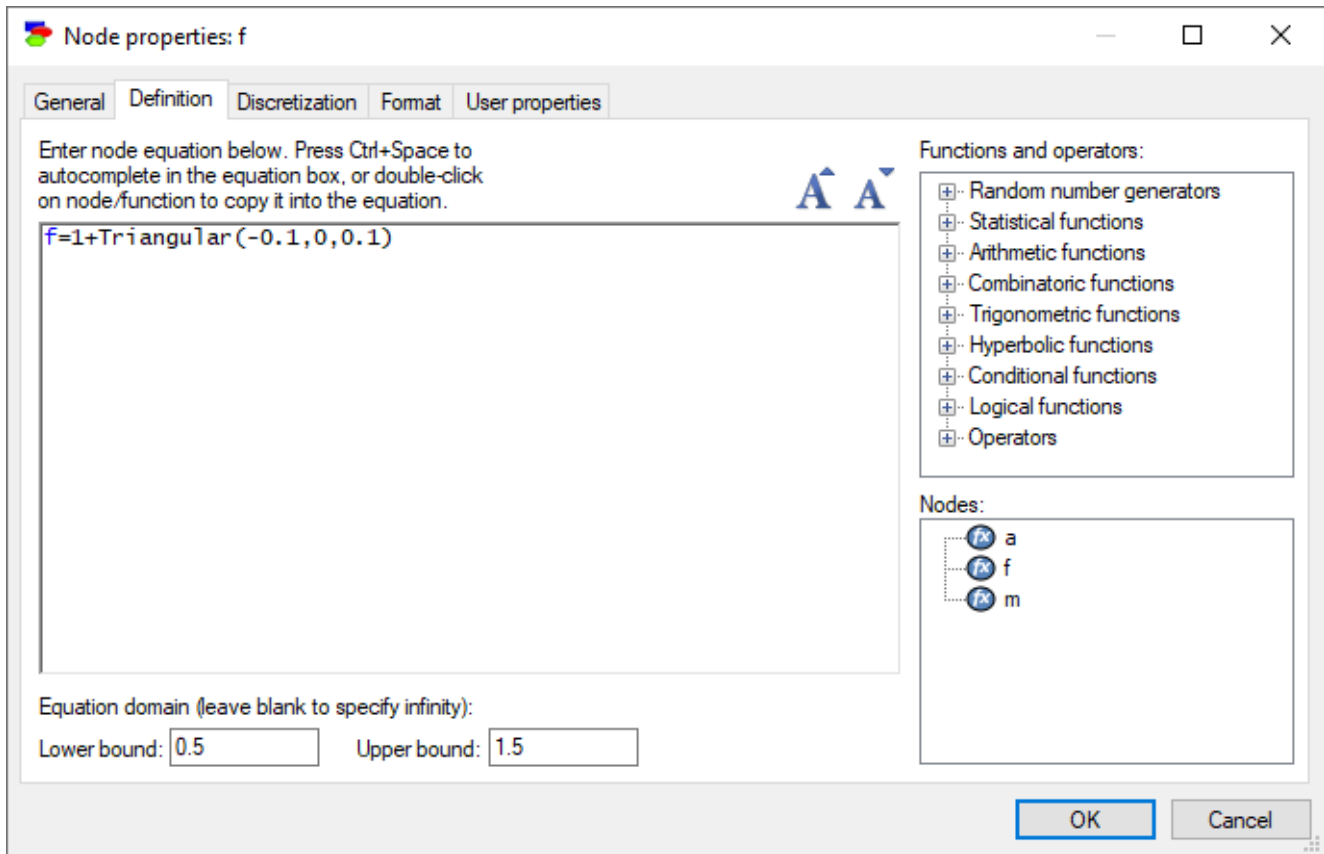 Node properties: f
General Definition Discretization Format User properties
Enter node equation below. Press Ctrl+Space to
autocomplete in the equation box, or double-click
on node/function to copy it into the equation.
A A
f=1+Triangular(-0.1,0,0.1)
Equation domain (leave blank to specify infinity):
Lower bound: 0.5 Upper bound: 1.5
Functions and operators:
Random number generators
Statistical functions
Arithmetic functions
Combinatoric functions
Trigonometric functions
Hyperbolic functions
Conditional functions
Logical functions
Operators
Nodes:
fx a
fx f
fx m
OK Cancel